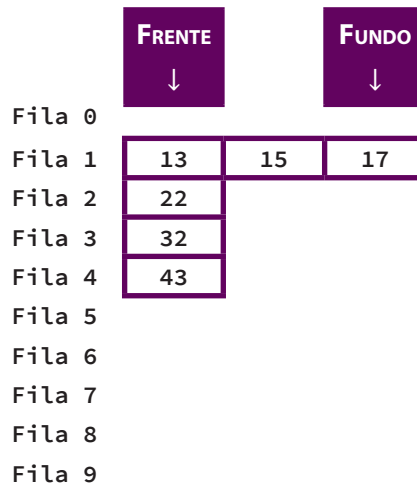 FRENTE FUNDO
↓ ↓
Fila 0
Fila 1 13 15 17
Fila 2 22
Fila 3 32
Fila 4 43
Fila 5
Fila 6
Fila 7
Fila 8
Fila 9